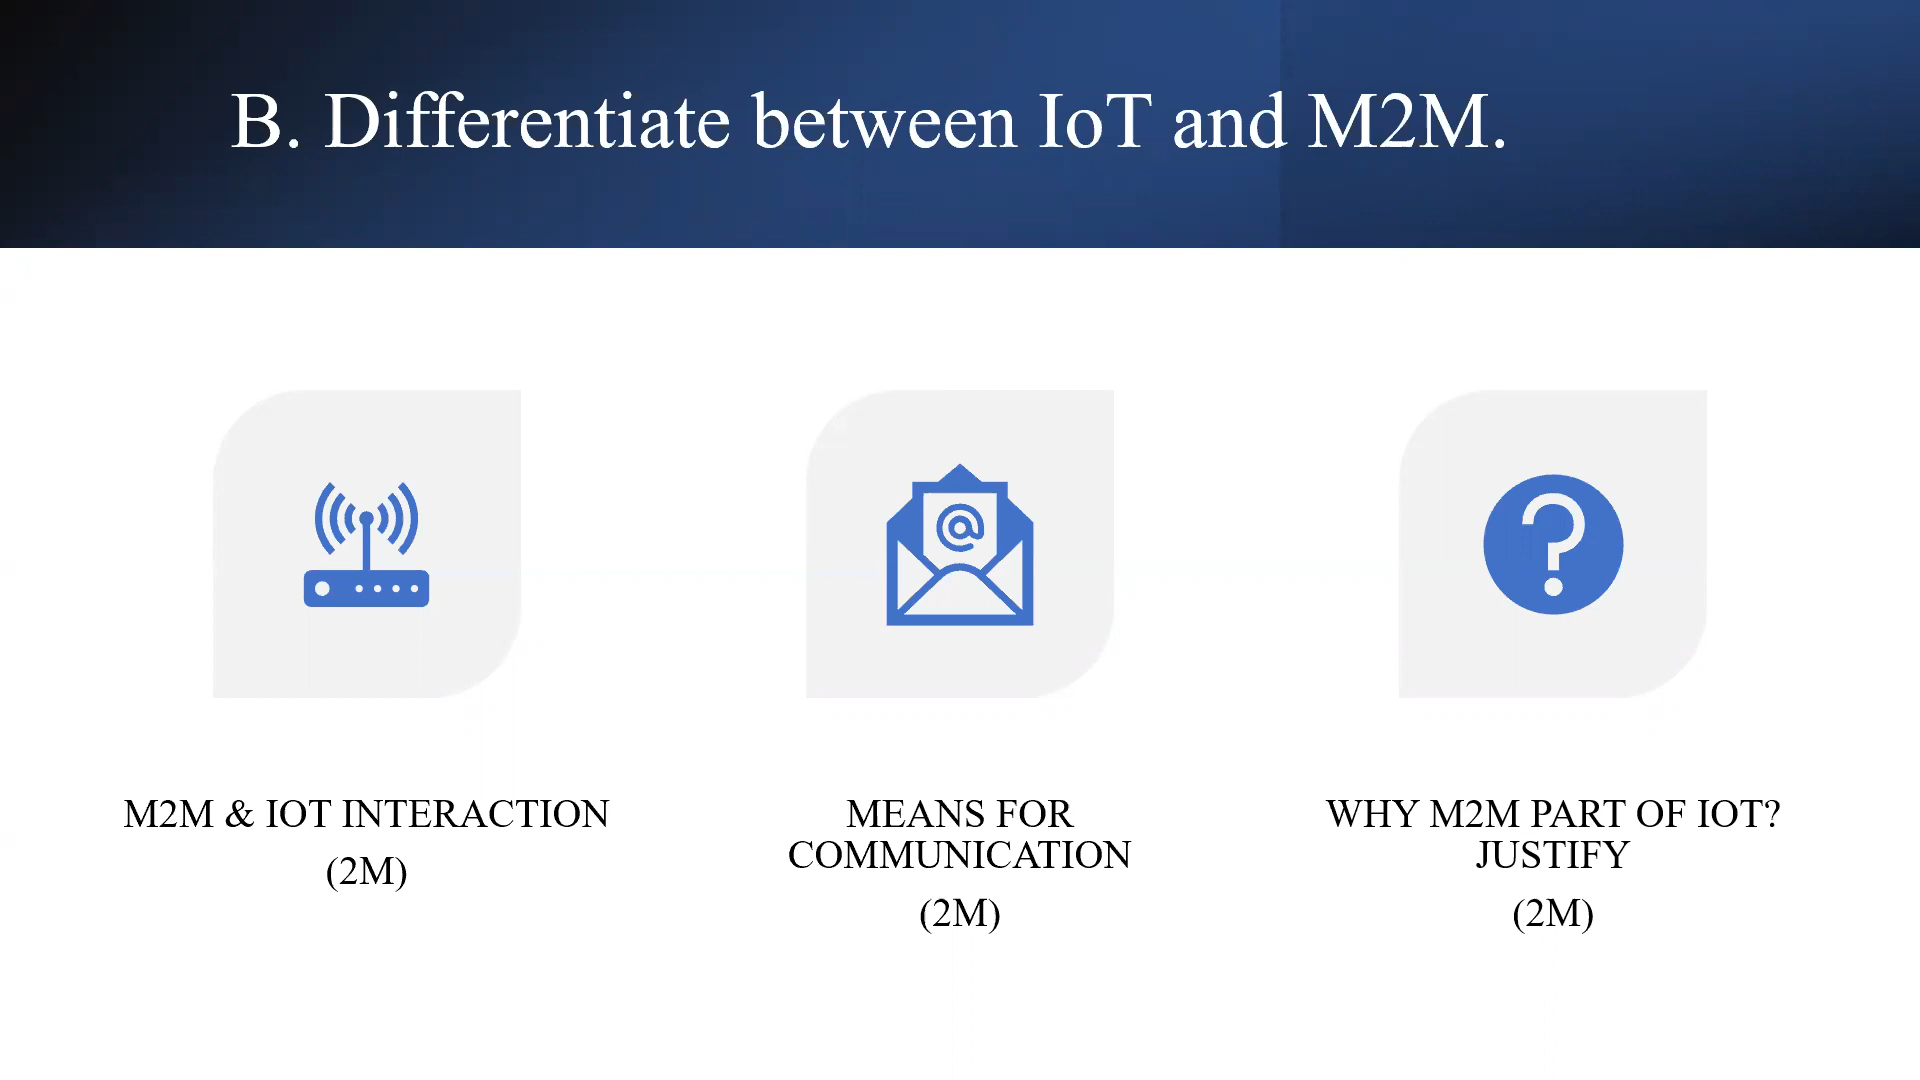 B. Differentiate between IoT and M2M.
M2M & IOT INTERACTION
(2M)
MEANS FOR
COMMUNICATION
(2M)
WHY M2M PART OF IOT?
JUSTIFY
(2M)